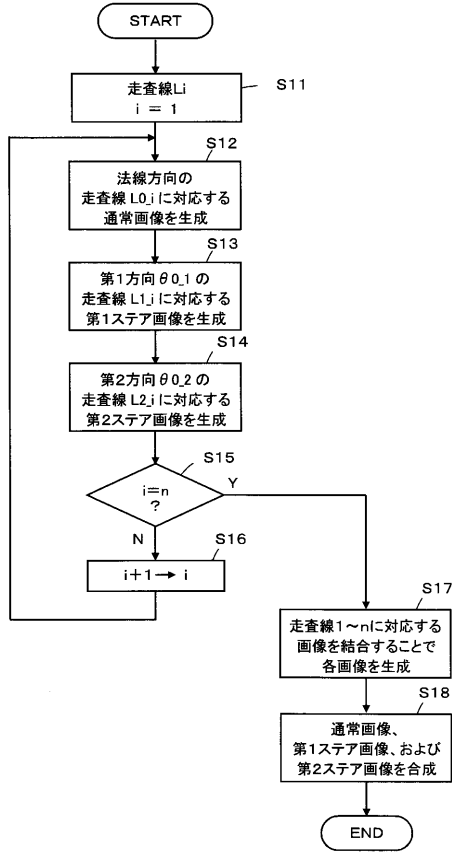 START
S11
走査線Li
i = 1
S12
法線方向の
走査線L0_iに対応する
通常画像を生成
S13
第1方向θ0_1の
走査線L1_iに対応する
第1ステア画像を生成
S14
第2方向θ0_2の
走査線L2_iに対応する
第2ステア画像を生成
S15
i=n
?
Y
N
S16
i+1→i
S17
走査線1～nに対応する
画像を結合することで
各画像を生成
S18
通常画像、
第1ステア画像、および
第2ステア画像を合成
END